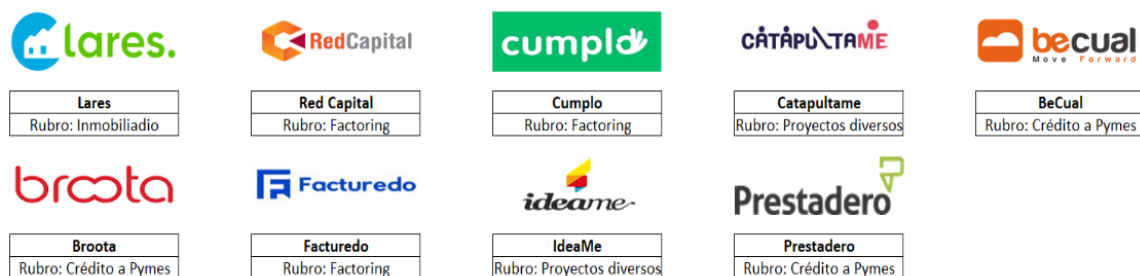 lares.
RedCapital
cumplo
CATAPULTAME
becual
Move Forward
Lares
Rubro: Inmobiliadio
Red Capital
Rubro: Factoring
Cumplo
Rubro: Factoring
Catapultame
Rubro: Proyectos diversos
BeCual
Rubro: Crédito a Pymes
broota
Facturedo
ideame
Prestadero
Broota
Rubro: Crédito a Pymes
Facturedo
Rubro: Factoring
IdeaMe
Rubro: Proyectos diversos
Prestadero
Rubro: Crédito a Pymes